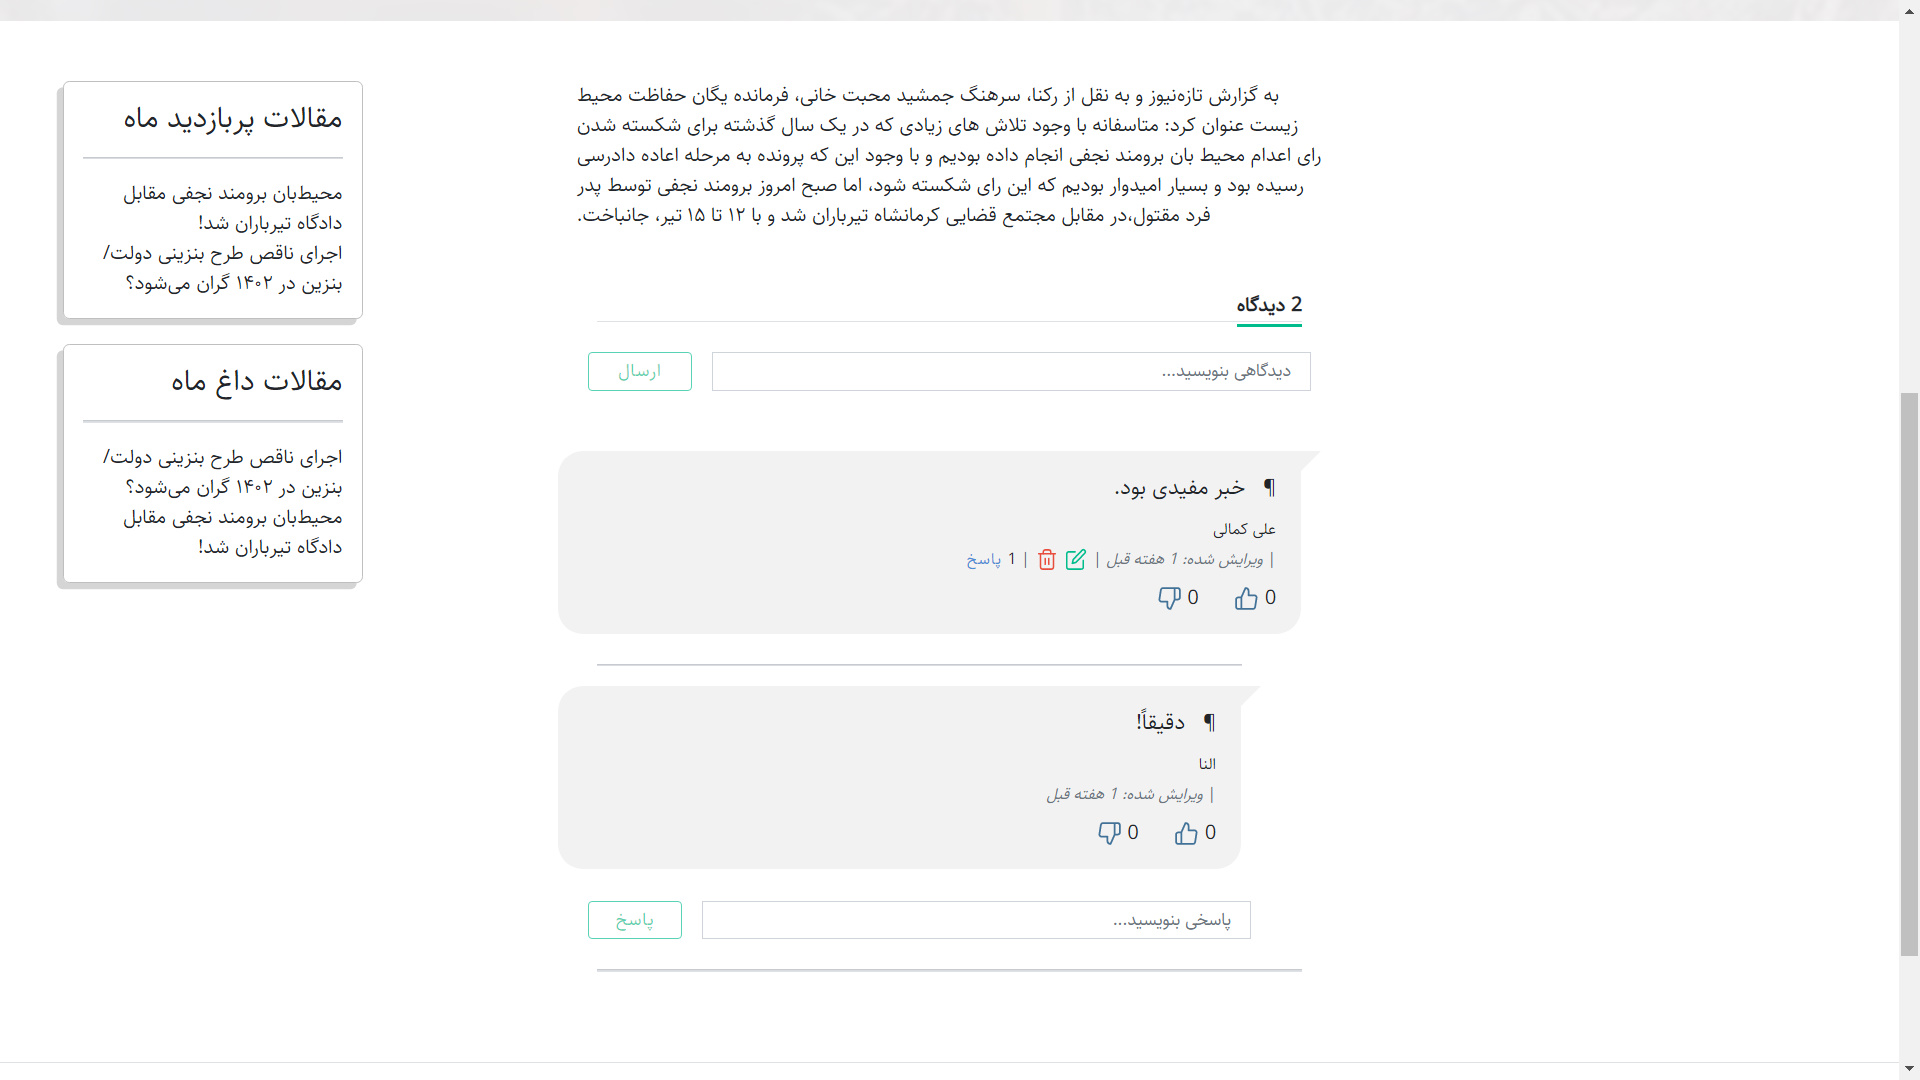 به گزارش تازه‌نیوز و به نقل از رکنا، سرهنگ جمشید محبت خانی، فرمانده یگان حفاظت محیط
زیست عنوان کرد: متاسفانه با وجود تلاش های زیادی که در یک سال گذشته برای شکسته شدن
رای اعدام محیط بان برومند نجفی انجام داده بودیم و با وجود این که پرونده به مرحله اعاده دادرسی
رسیده بود و بسیار امیدوار بودیم که این رای شکسته شود، اما صبح امروز برومند نجفی توسط پدر
فرد مقتول،در مقابل مجتمع قضایی کرمانشاه تیرباران شد و با ۱۲ تا ۱۵ تیر، جانباخت.
2 دیدگاه
دیدگاهی بنویسید...
ارسال
¶ خبر مفیدی بود.
علی کمالی
| ویرایش شده: 1 هفته قبل | | 1 پاسخ
0 0
¶ دقیقاً!
النا
| ویرایش شده: 1 هفته قبل
0 0
پاسخی بنویسید...
پاسخ
مقالات پربازدید ماه
محیط‌بان برومند نجفی مقابل
دادگاه تیرباران شد!
اجرای ناقص طرح بنزینی دولت/
بنزین در ۱۴۰۲ گران می‌شود؟
مقالات داغ ماه
اجرای ناقص طرح بنزینی دولت/
بنزین در ۱۴۰۲ گران می‌شود؟
محیط‌بان برومند نجفی مقابل
دادگاه تیرباران شد!